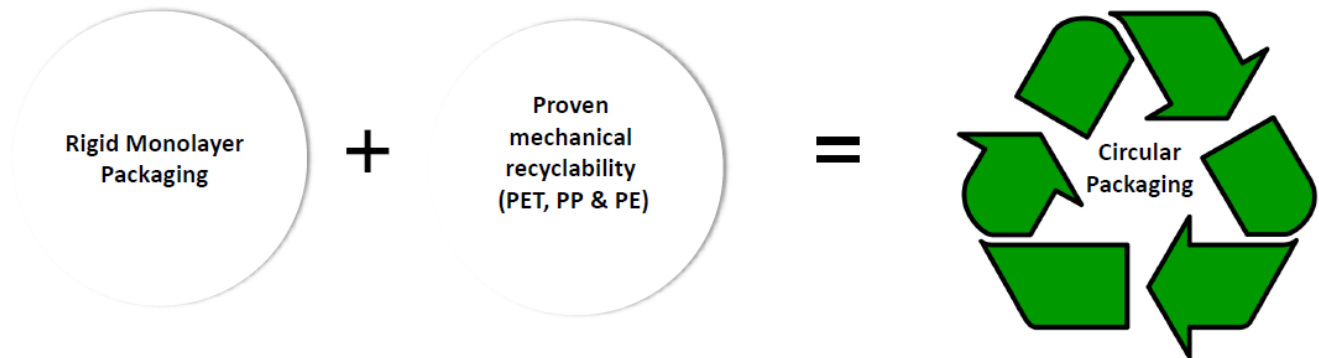 Rigid Monolayer
Packaging
+
Proven
mechanical
recyclability
(PET, PP & PE)
=
Circular
Packaging